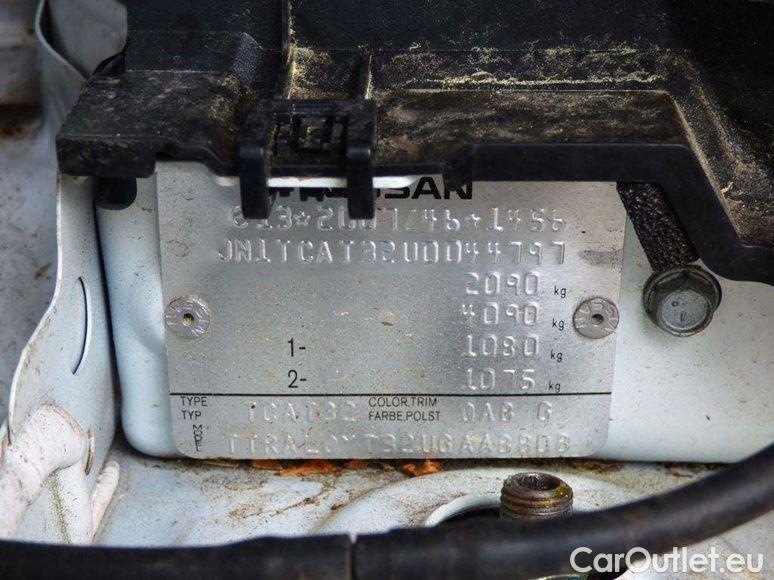 NISSAN
e13*2007/46*1456
JN1TCAT32U0044797
2090 kg
4090 kg
1- 1080 kg
2- 1075 kg
TYPE TYP TCAT32 COLOR,TRIM FARBE,POLST QAB G
MODELE
CarOutlet.eu